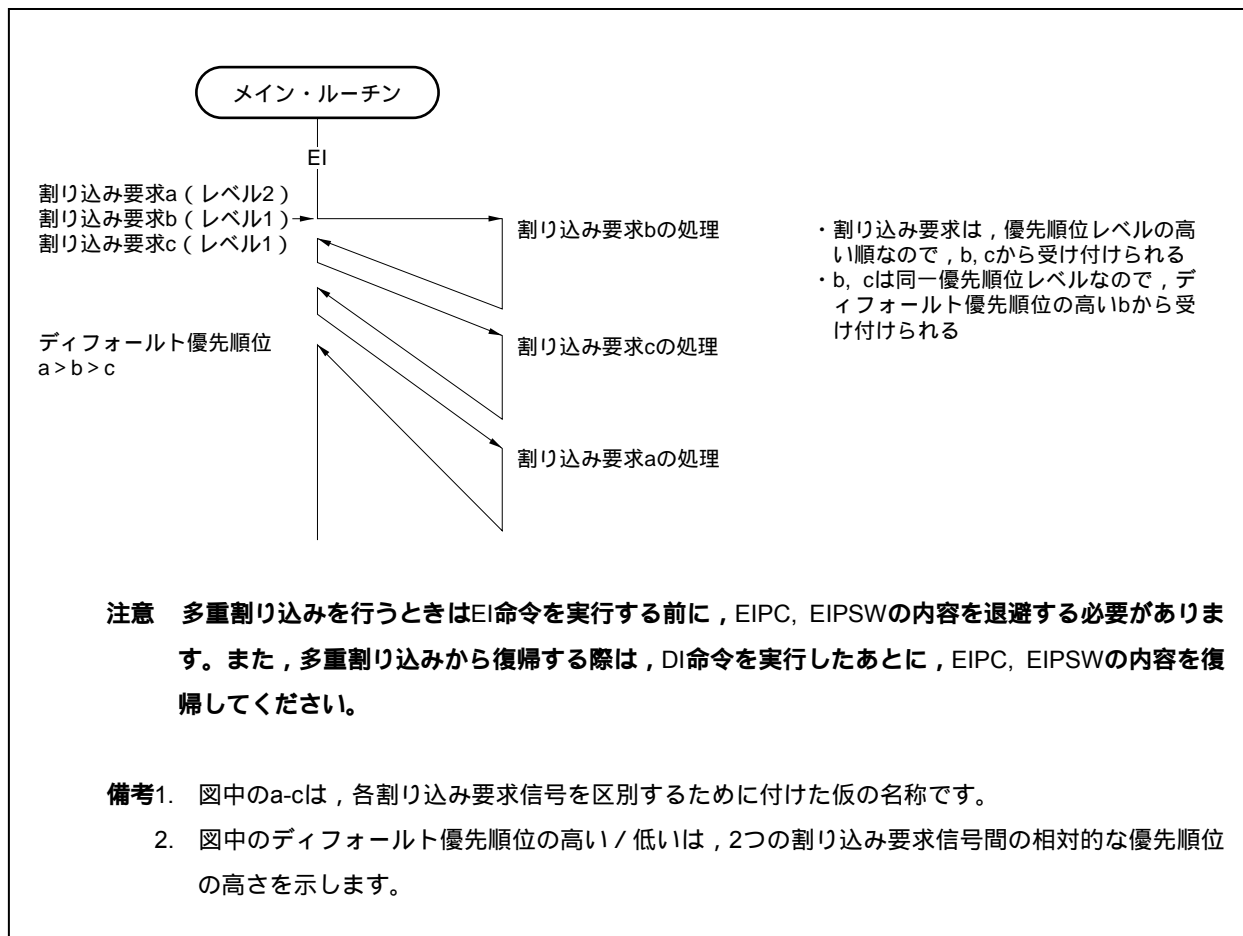 メイン・ルーチン
EI
割り込み要求a（レベル2）
割り込み要求b（レベル1）
割り込み要求c（レベル1）
割り込み要求bの処理
・割り込み要求は，優先順位レベルの高
い順なので，b, cから受け付けられる
・b, cは同一優先順位レベルなので，デ
ィフォールト優先順位の高いbから受
け付けられる
ディフォールト優先順位
a＞b＞c
割り込み要求cの処理
割り込み要求aの処理
注意 多重割り込みを行うときはEI命令を実行する前に，EIPC, EIPSWの内容を退避する必要がありま
す。また，多重割り込みから復帰する際は，DI命令を実行したあとに，EIPC, EIPSWの内容を復
帰してください。
備考1. 図中のa-cは，各割り込み要求信号を区別するために付けた仮の名称です。
2. 図中のディフォールト優先順位の高い／低いは，2つの割り込み要求信号間の相対的な優先順位
の高さを示します。